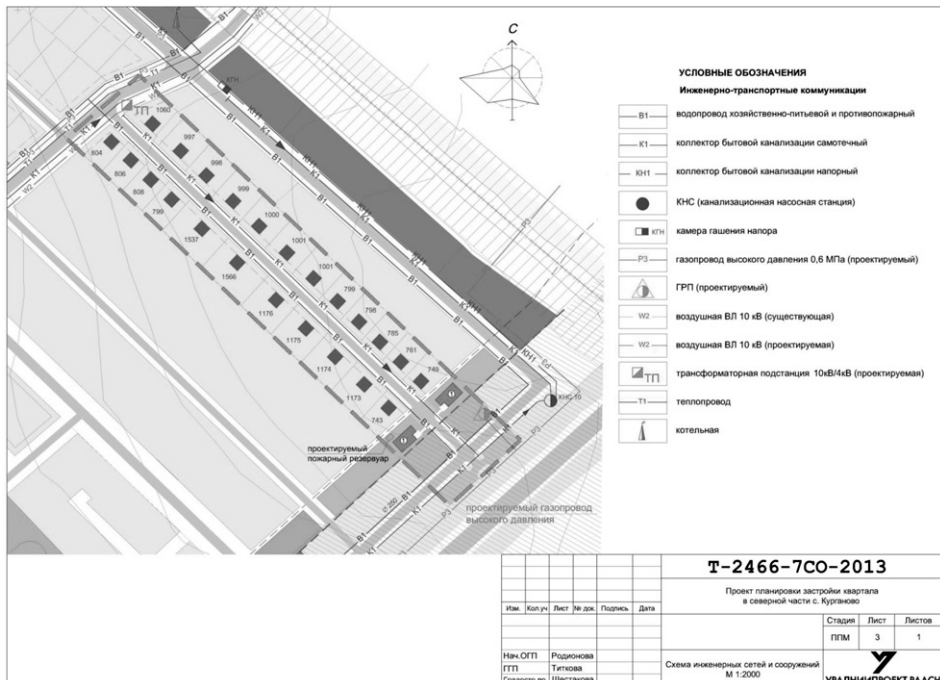 С
УСЛОВНЫЕ ОБОЗНАЧЕНИЯ
Инженерно-транспортные коммуникации
В1 водопровод хозяйственно-питьевой и противопожарный
К1 коллектор бытовой канализации самотечный
КН1 коллектор бытовой канализации напорный
КНС (канализационная насосная станция)
КГН камера гашения напора
Р3 газопровод высокого давления 0,6 МПа (проектируемый)
ГРП (проектируемый)
W2 воздушная ВЛ 10 кВ (существующая)
W2 воздушная ВЛ 10 кВ (проектируемая)
ТП трансформаторная подстанция 10кВ/4кВ (проектируемая)
Т1 теплопровод
котельная
КГН
ТП
1060
997
998
999
1000
1001
1001
799
798
785
761
749
804
806
808
799
1537
1566
1176
1175
1174
1173
743
КНС 10
проектируемый
пожарный резервуар
проектируемый газопровод
высокого давления
Т-2466-7СО-2013
Проект планировки застройки квартала
в северной части с. Курганово
Изм. Кол.уч Лист № док. Подпись Дата
Стадия Лист Листов
ППМ 3 1
Нач.ОГП Родионова
ГГП Титкова
Схема инженерных сетей и сооружений
М 1:2000